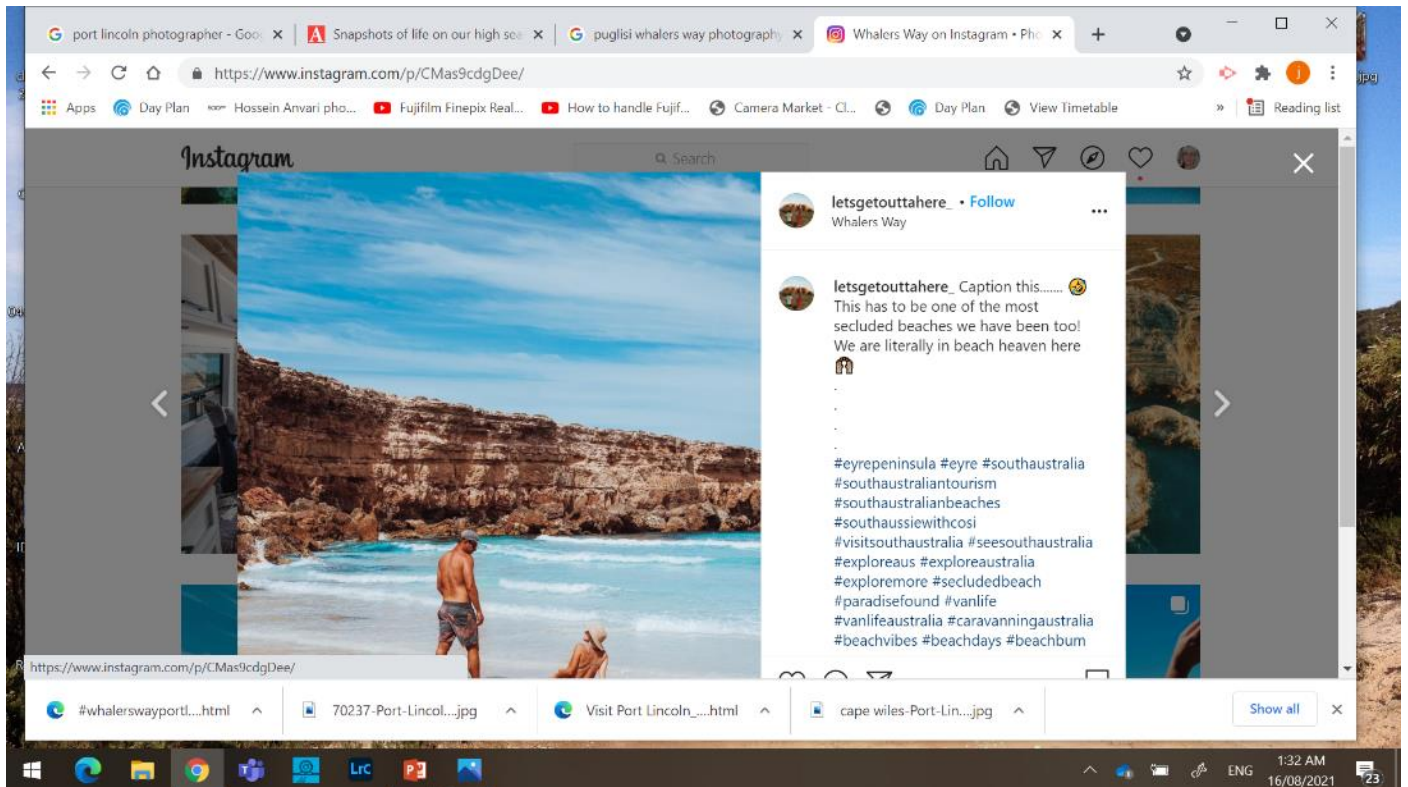 port lincoln photographer - Goo
Snapshots of life on our high sea
puglisi whalers way photography
Whalers Way on Instagram • Pho
https://www.instagram.com/p/CMas9cdgDee/
Apps
Day Plan
Hossein Anvari pho...
Fujifilm Finepix Real...
How to handle Fujif...
Camera Market - Cl...
Day Plan
View Timetable
»
Reading list
Instagram
Search
letsgetouttahere_ • Follow
Whalers Way
letsgetouttahere_ Caption this....... 🤣
This has to be one of the most
secluded beaches we have been too!
We are literally in beach heaven here
.
.
.
.
#eyrepeninsula #eyre #southaustralia
#southaustraliantourism
#southaustralianbeaches
#southaussiewithcosi
#visitsouthaustralia #seesouthaustralia
#exploreaus #exploreaustralia
#exploremore #secludedbeach
#paradisefound #vanlife
#vanlifeaustralia #caravanningaustralia
#beachvibes #beachdays #beachbum
https://www.instagram.com/p/CMas9cdgDee/
#whalerswayportl....html
70237-Port-Lincol....jpg
Visit Port Lincoln_....html
cape wiles-Port-Lin....jpg
Show all
LrC
ENG
1:32 AM
16/08/2021
23